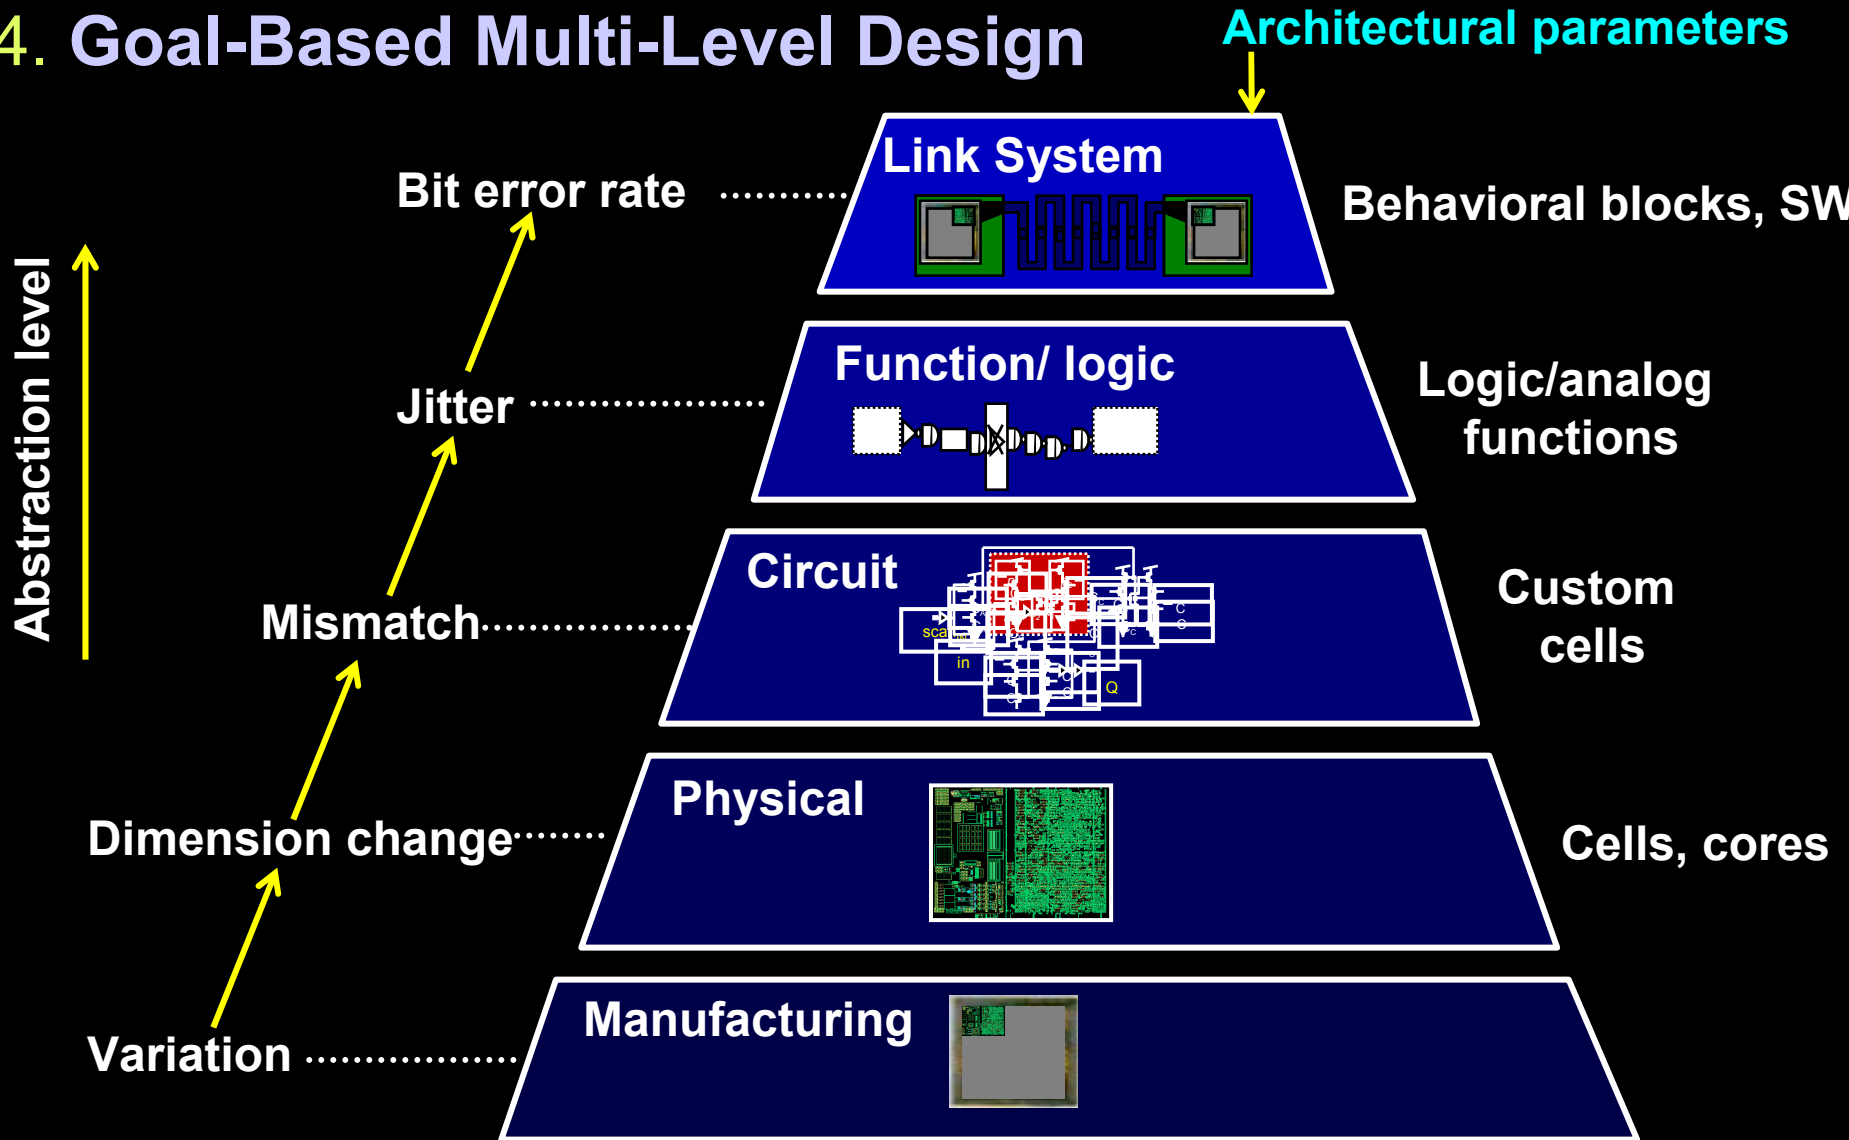 4. Goal-Based Multi-Level Design
Architectural parameters
Link System
Bit error rate
Behavioral blocks, SW
Abstraction level
Function/ logic
Jitter
Logic/analog
functions
Circuit
Custom
cells
Mismatch
in
Q
Physical
Dimension change
Cells, cores
Manufacturing
Variation